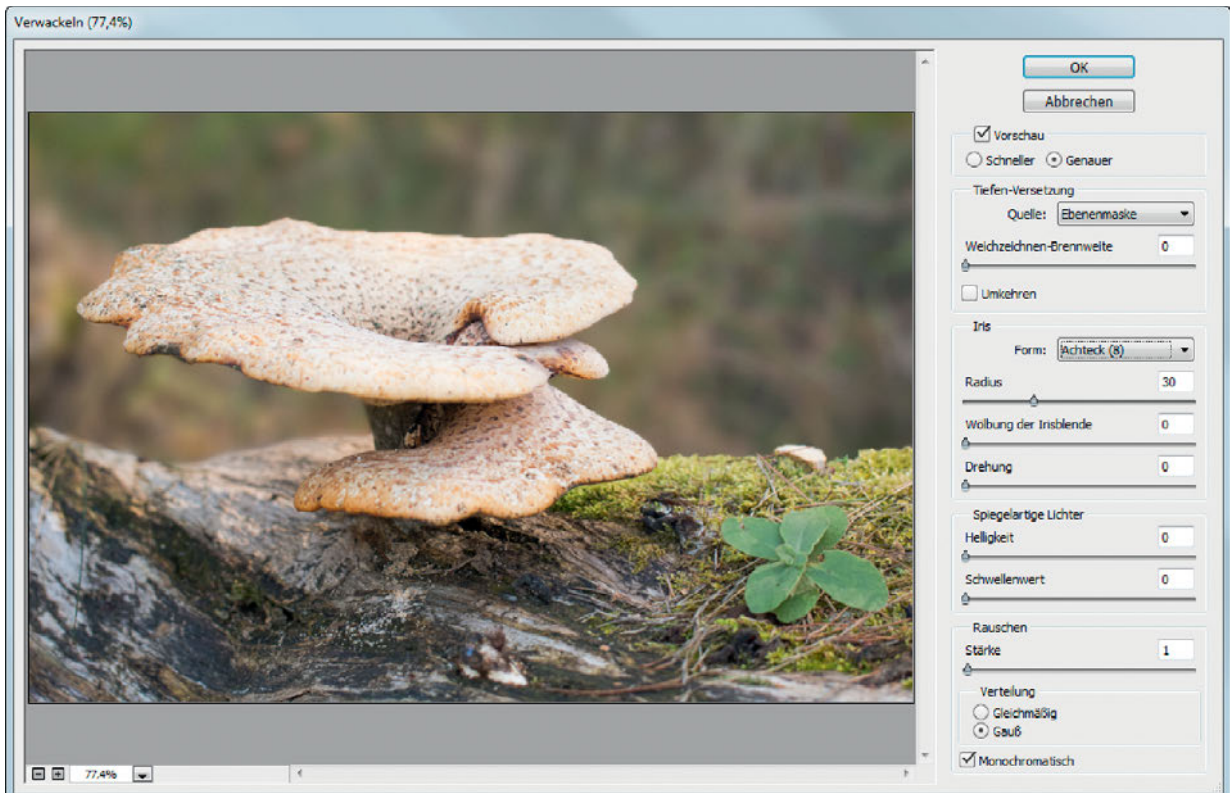 Verwackeln (77,4%)
OK
Abbrechen
Vorschau
Schneller Genauer
Tiefen-Versetzung
Quelle: Ebenenmaske
Weichzeichnen-Brennweite 0
Umkehren
Iris
Form: Achteck (8)
Radius 30
Wölbung der Irisblende 0
Drehung 0
Spiegelartige Lichter
Helligkeit 0
Schwellenwert 0
Rauschen
Stärke 1
Verteilung
Gleichmäßig
Gauß
Monochromatisch
77,4%